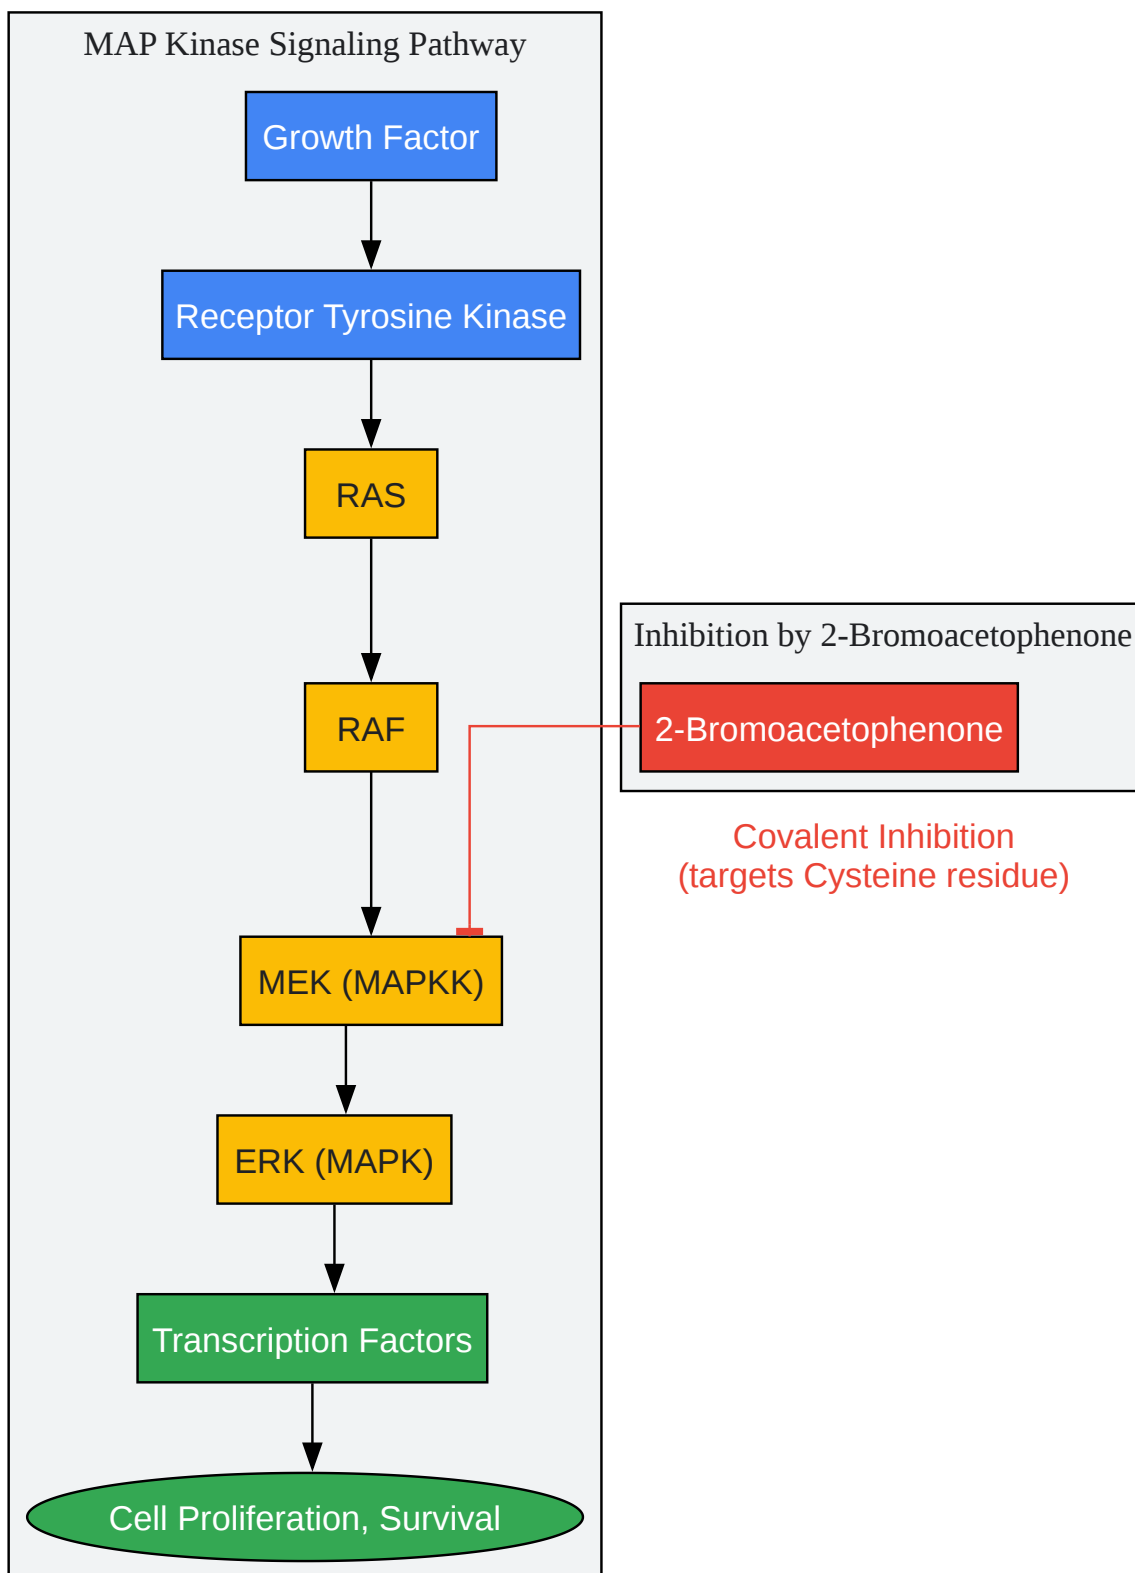 MAP Kinase Signaling Pathway
Growth Factor
Receptor Tyrosine Kinase
RAS
RAF
MEK (MAPKK)
ERK (MAPK)
Transcription Factors
Cell Proliferation, Survival
Inhibition by 2-Bromoacetophenone
2-Bromoacetophenone
Covalent Inhibition
(targets Cysteine residue)